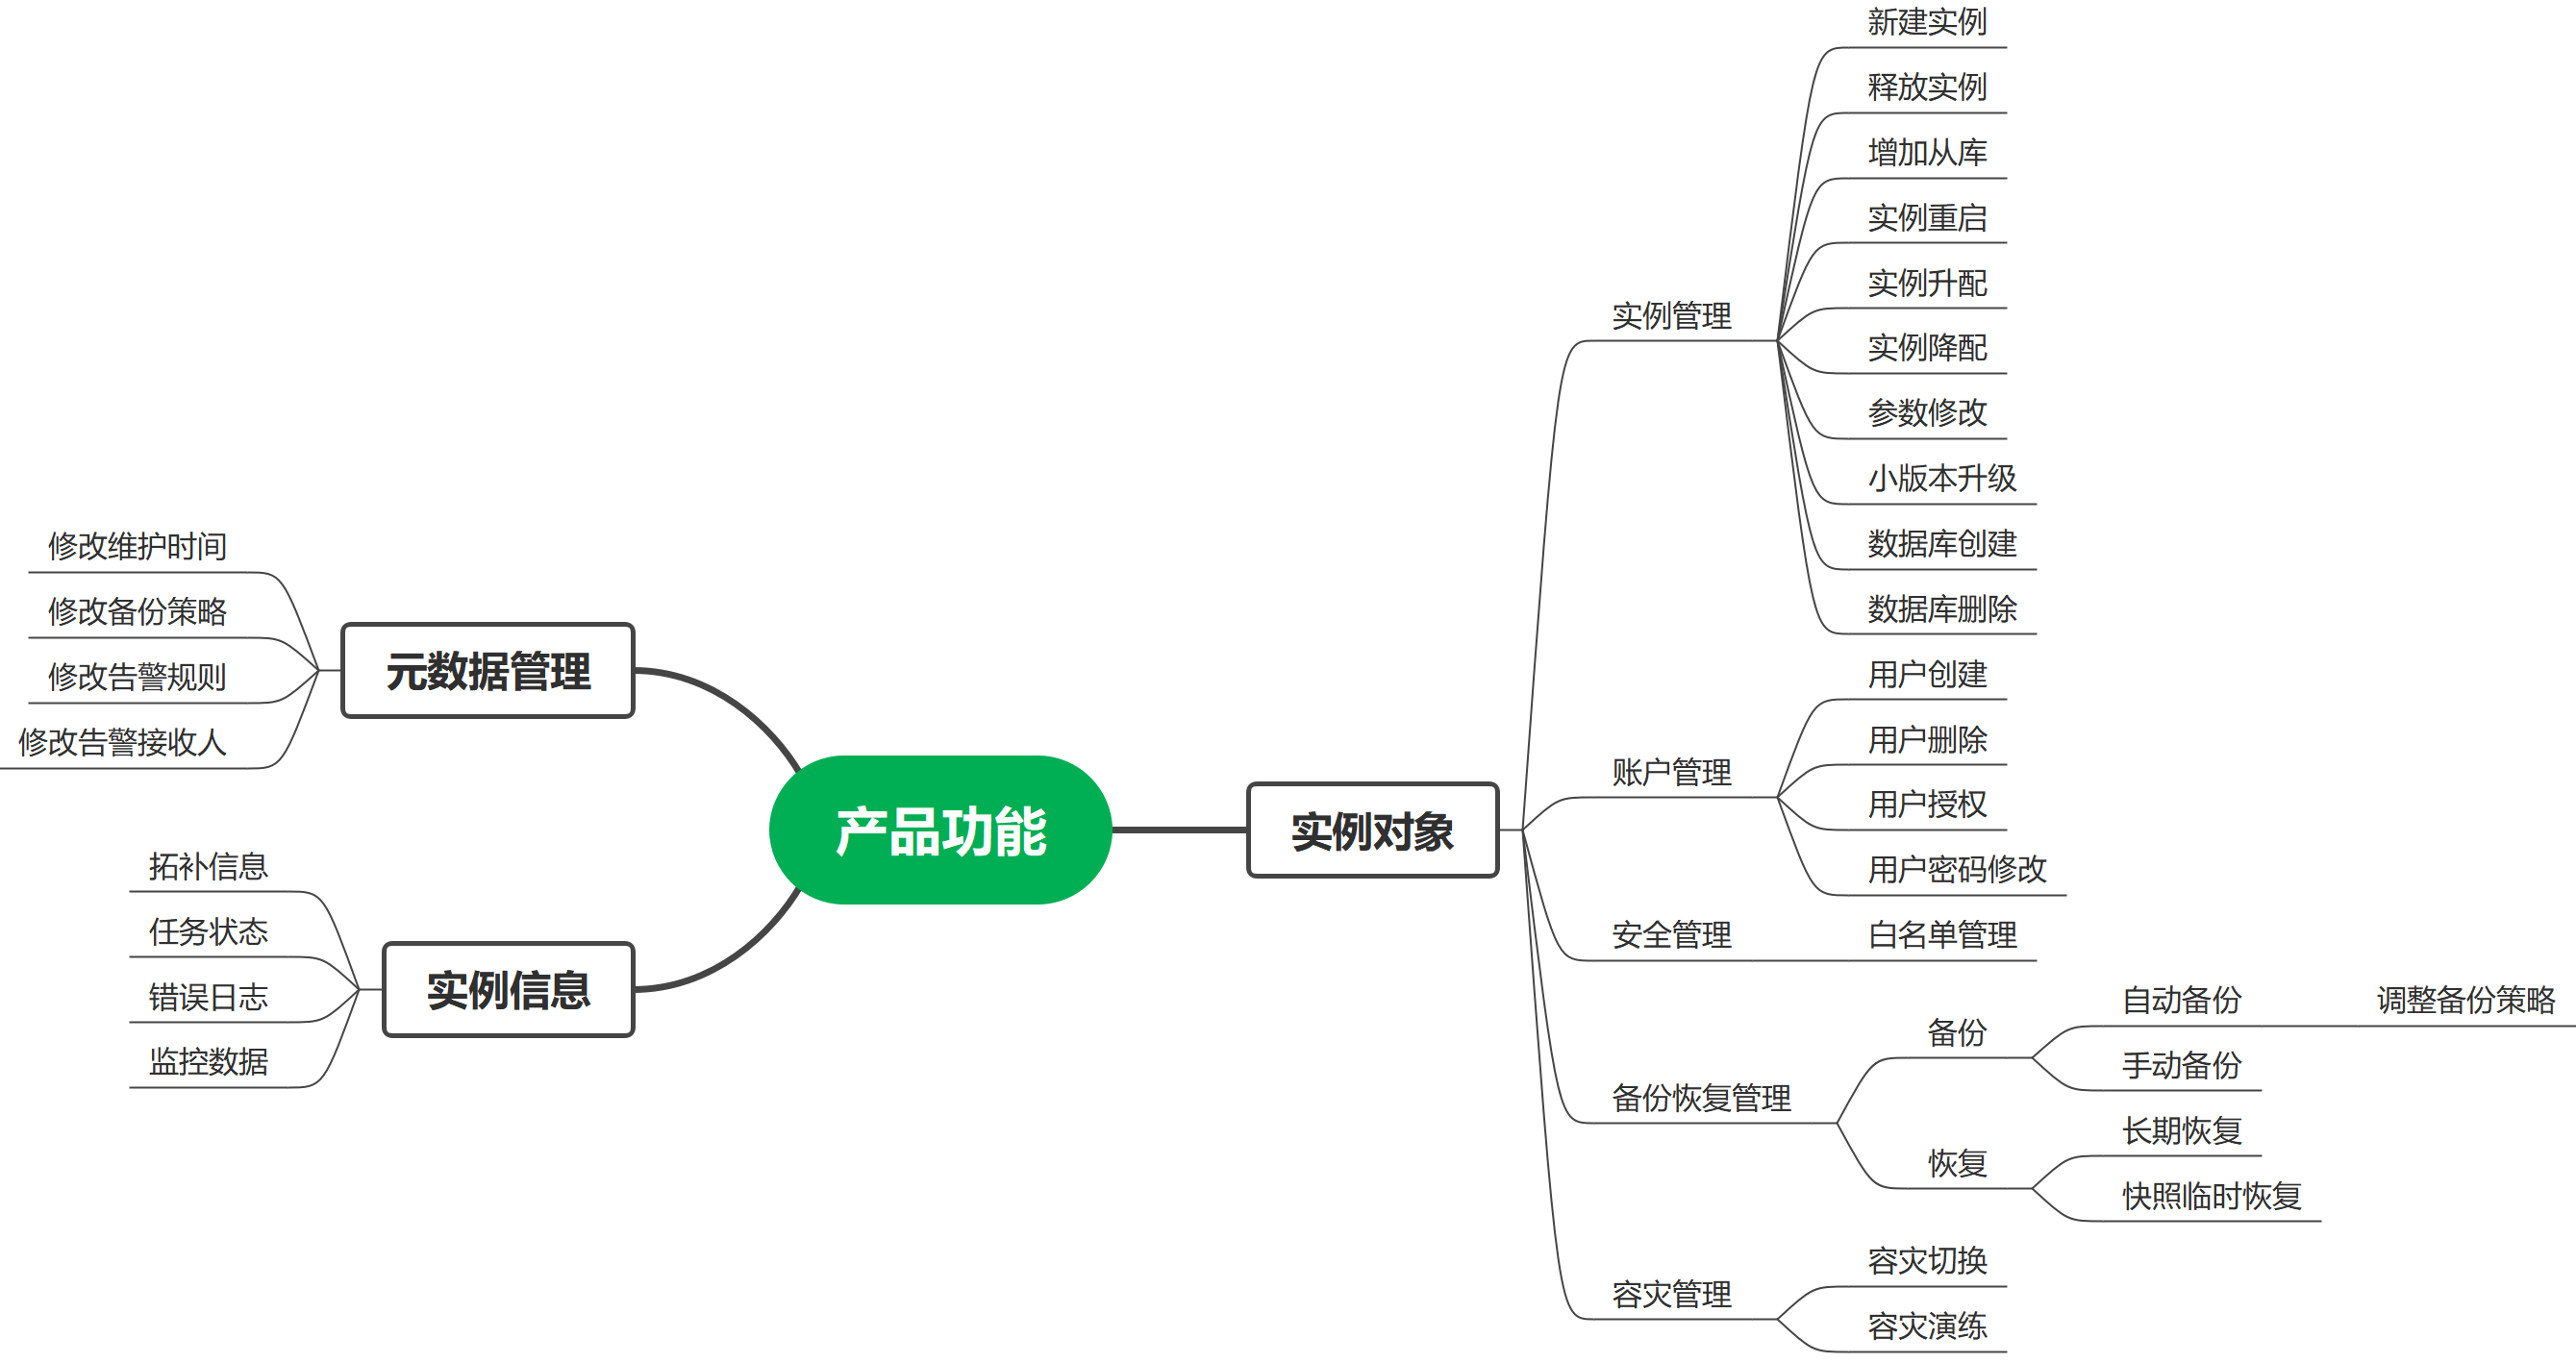 产品功能
实例对象
实例管理
新建实例
释放实例
增加从库
实例重启
实例升配
实例降配
参数修改
小版本升级
数据库创建
数据库删除
账户管理
用户创建
用户删除
用户授权
用户密码修改
安全管理
白名单管理
备份恢复管理
备份
自动备份
调整备份策略
手动备份
恢复
长期恢复
快照临时恢复
容灾管理
容灾切换
容灾演练
元数据管理
修改维护时间
修改备份策略
修改告警规则
修改告警接收人
实例信息
拓补信息
任务状态
错误日志
监控数据